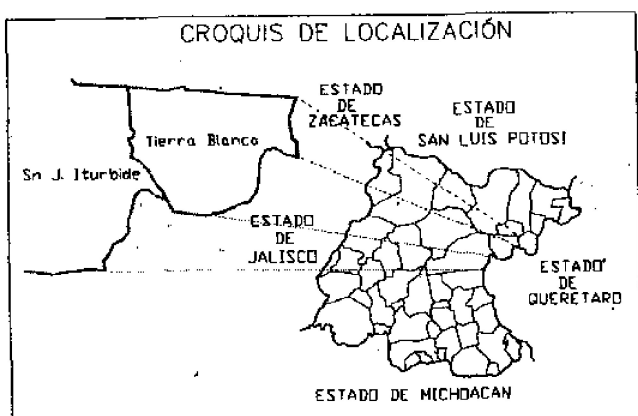 CROQUIS DE LOCALIZACIÓN
ESTADO
DE
ZACATECAS
ESTADO
DE
SAN LUIS POTOSI
Tierra Blanca
Sn J. Iturbide
ESTADO
DE
JALISCO
ESTADO
DE
QUERETARO
ESTADO DE MICHOACAN